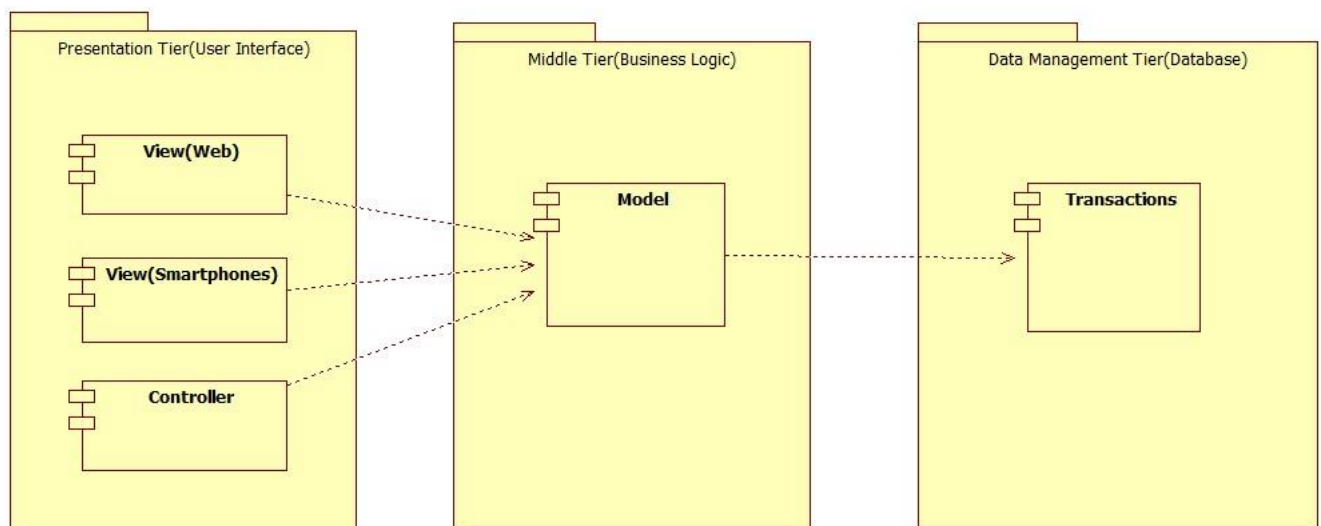 Presentation Tier(User Interface)
View(Web)
View(Smartphones)
Controller
Middle Tier(Business Logic)
Model
Data Management Tier(Database)
Transactions